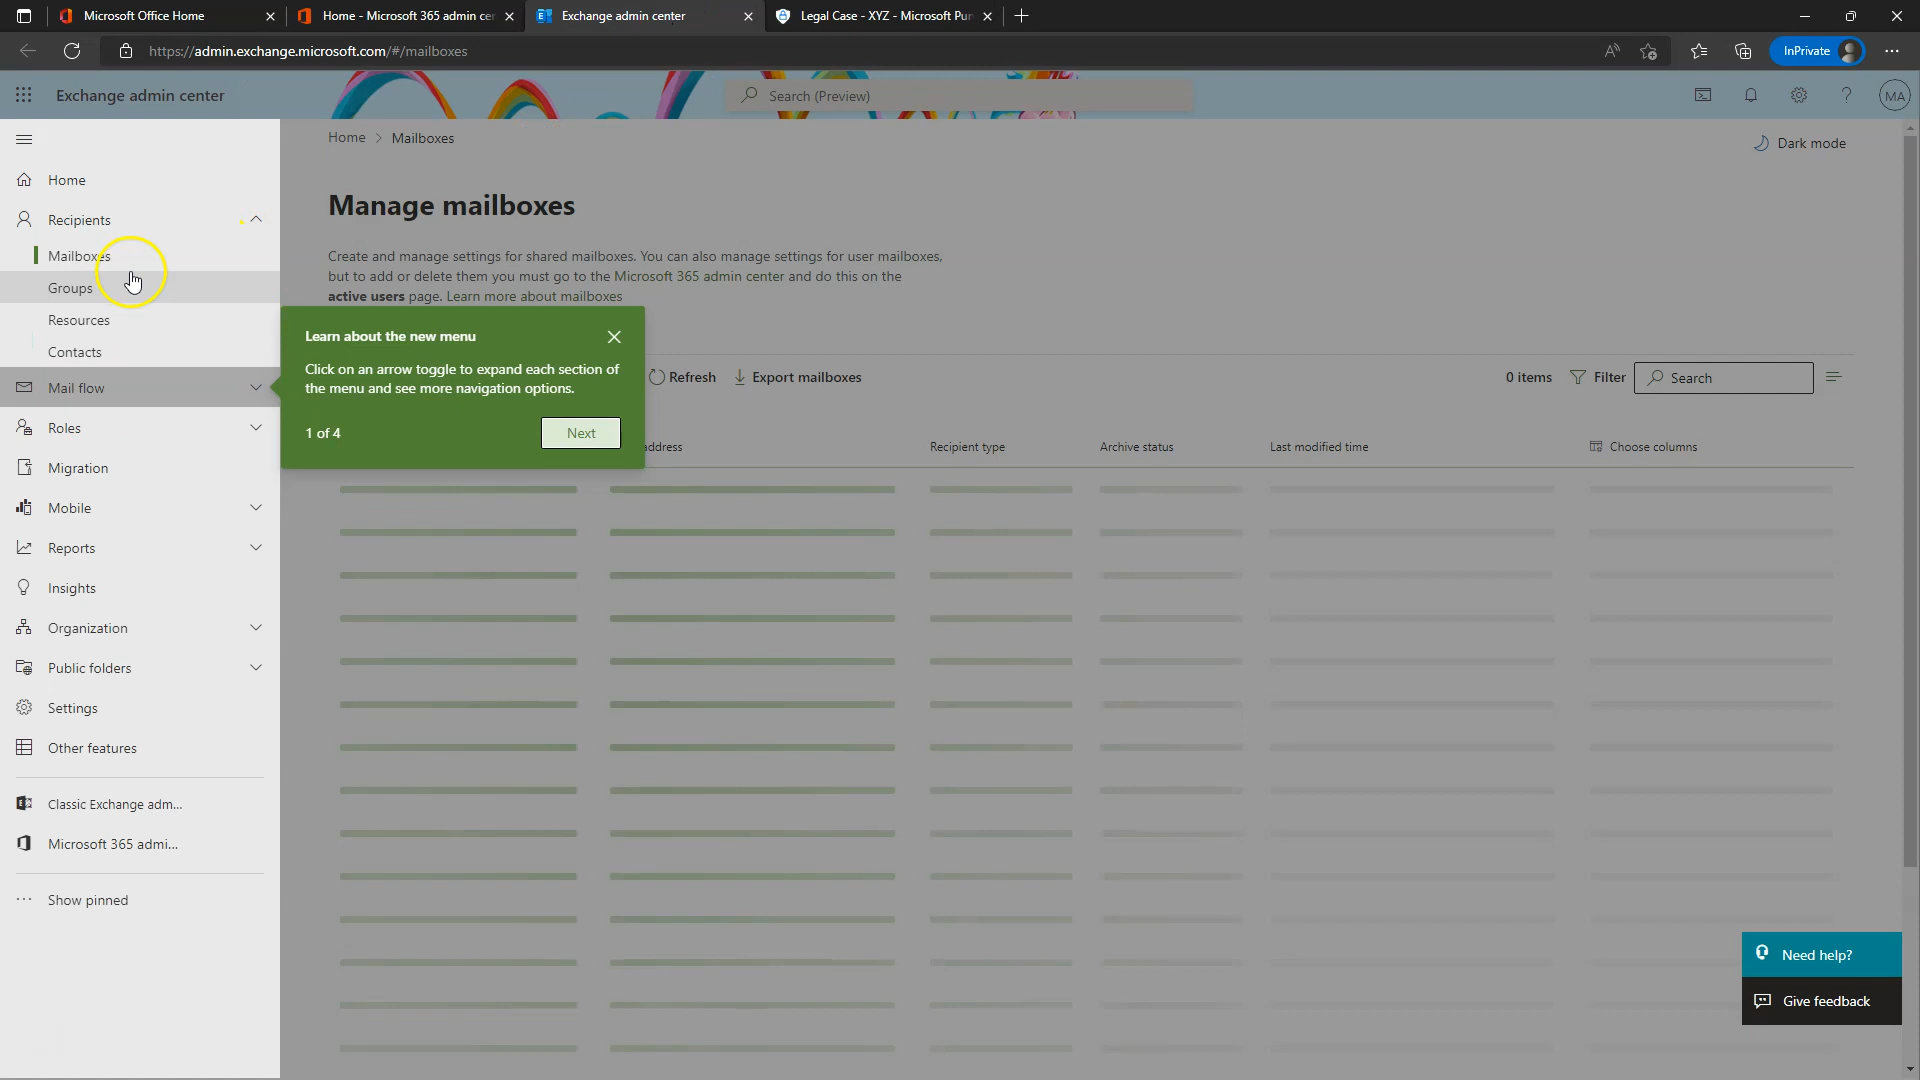 Microsoft Office Home
Home - Microsoft 365 admin cer
Exchange admin center
Legal Case - XYZ - Microsoft Pur
https://admin.exchange.microsoft.com/#/mailboxes
InPrivate
Exchange admin center
Search (Preview)
MA
Home > Mailboxes
Dark mode
Home
Recipients
Mailboxes
Groups
Resources
Contacts
Mail flow
Roles
Migration
Mobile
Reports
Insights
Organization
Public folders
Settings
Other features
Classic Exchange adm...
Microsoft 365 admi...
Show pinned
Manage mailboxes
Create and manage settings for shared mailboxes. You can also manage settings for user mailboxes,
but to add or delete them you must go to the Microsoft 365 admin center and do this on the
active users page. Learn more about mailboxes
Learn about the new menu
Click on an arrow toggle to expand each section of
the menu and see more navigation options.
1 of 4
Next
Refresh
Export mailboxes
0 items
Filter
Search
address
Recipient type
Archive status
Last modified time
Choose columns
Need help?
Give feedback